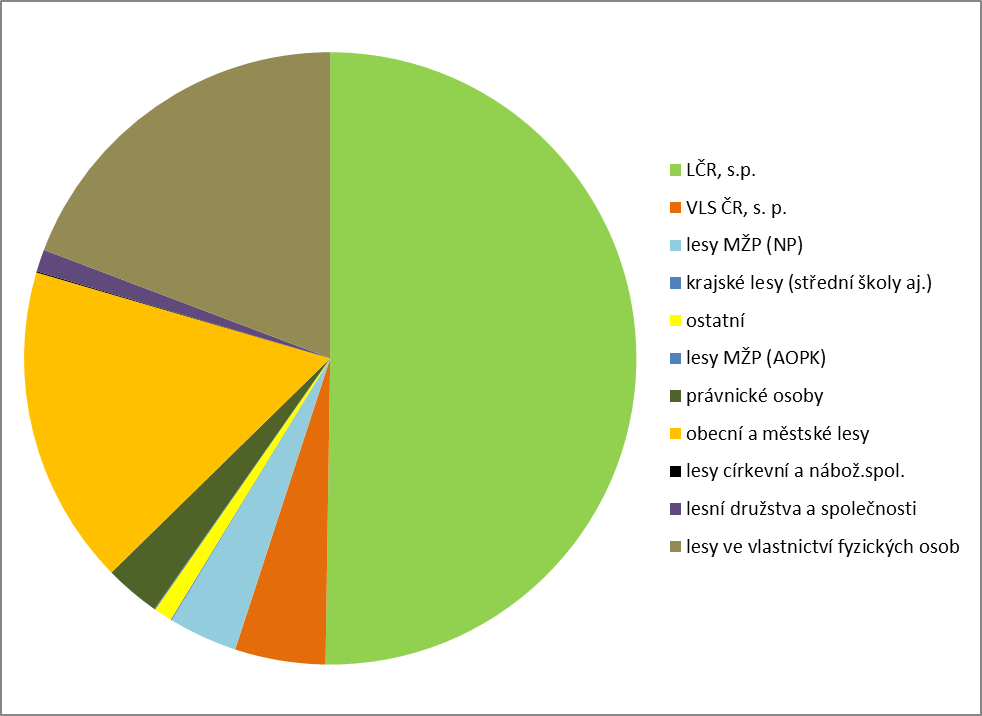 LČR, s.p.
VLS ČR, s. p.
lesy MŽP (NP)
krajské lesy (střední školy aj.)
ostatní
lesy MŽP (AOPK)
právnické osoby
obecní a městské lesy
lesy církevní a nábož.spol.
lesní družstva a společnosti
lesy ve vlastnictví fyzických osob